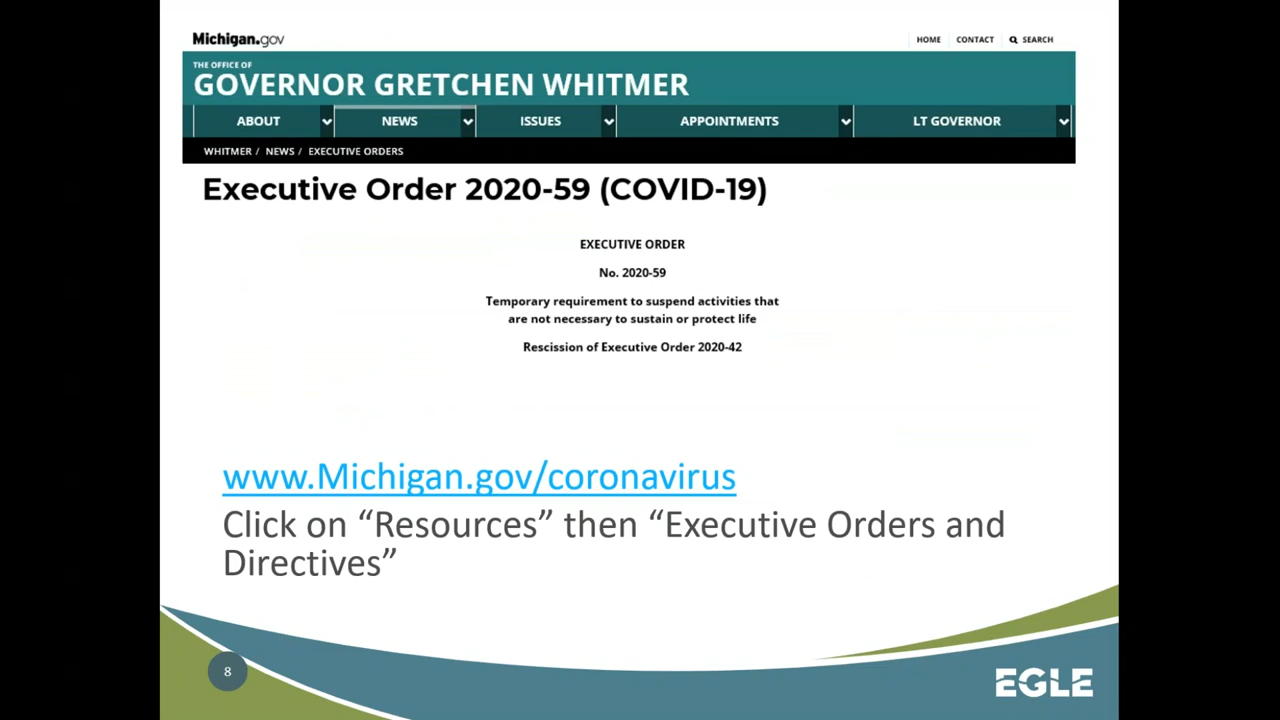 Michigan.gov
HOME CONTACT SEARCH
THE OFFICE OF
GOVERNOR GRETCHEN WHITMER
ABOUT NEWS ISSUES APPOINTMENTS LT GOVERNOR
WHITMER / NEWS / EXECUTIVE ORDERS
Executive Order 2020-59 (COVID-19)
EXECUTIVE ORDER
No. 2020-59
Temporary requirement to suspend activities that
are not necessary to sustain or protect life
Rescission of Executive Order 2020-42
www.Michigan.gov/coronavirus
Click on “Resources” then “Executive Orders and
Directives”
8
EGLE